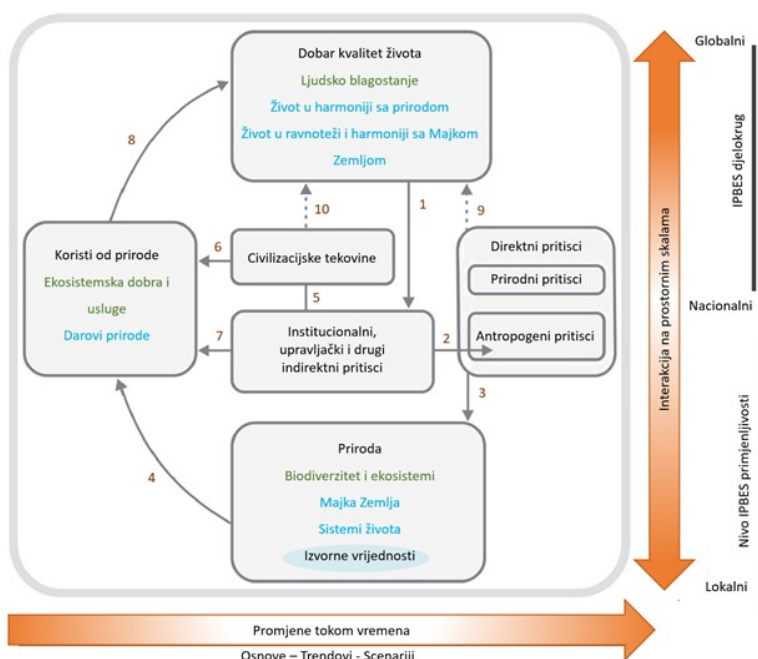 Dobar kvalitet života
Ljudsko blagostanje
Život u harmoniji sa prirodom
Život u ravnoteži i harmoniji sa Majkom
Zemljom
8
10
1
9
Koristi od prirode
Ekosistemska dobra i
usluge
Darovi prirode
6
Civilizacijske tekovine
5
7
Institucionalni,
upravljački i drugi
indirektni pritisci
2
Direktni pritisci
Prirodni pritisci
Antropogeni pritisci
3
4
Priroda
Biodiverzitet i ekosistemi
Majka Zemlja
Sistemi života
Izvorne vrijednosti
Interakcija na prostornim skalama
Globalni
IPBES djelokrug
Nacionalni
Nivo IPBES primjenljivosti
Lokalni
Promjene tokom vremena
Osnove – Trendovi - Scenariji